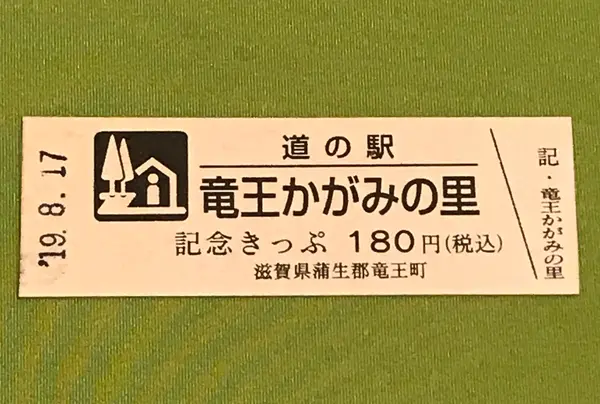 '19.8.17
道の駅
竜王かがみの里
記念きっぷ 180円(税込)
滋賀県蒲生郡竜王町
記・竜王かがみの里